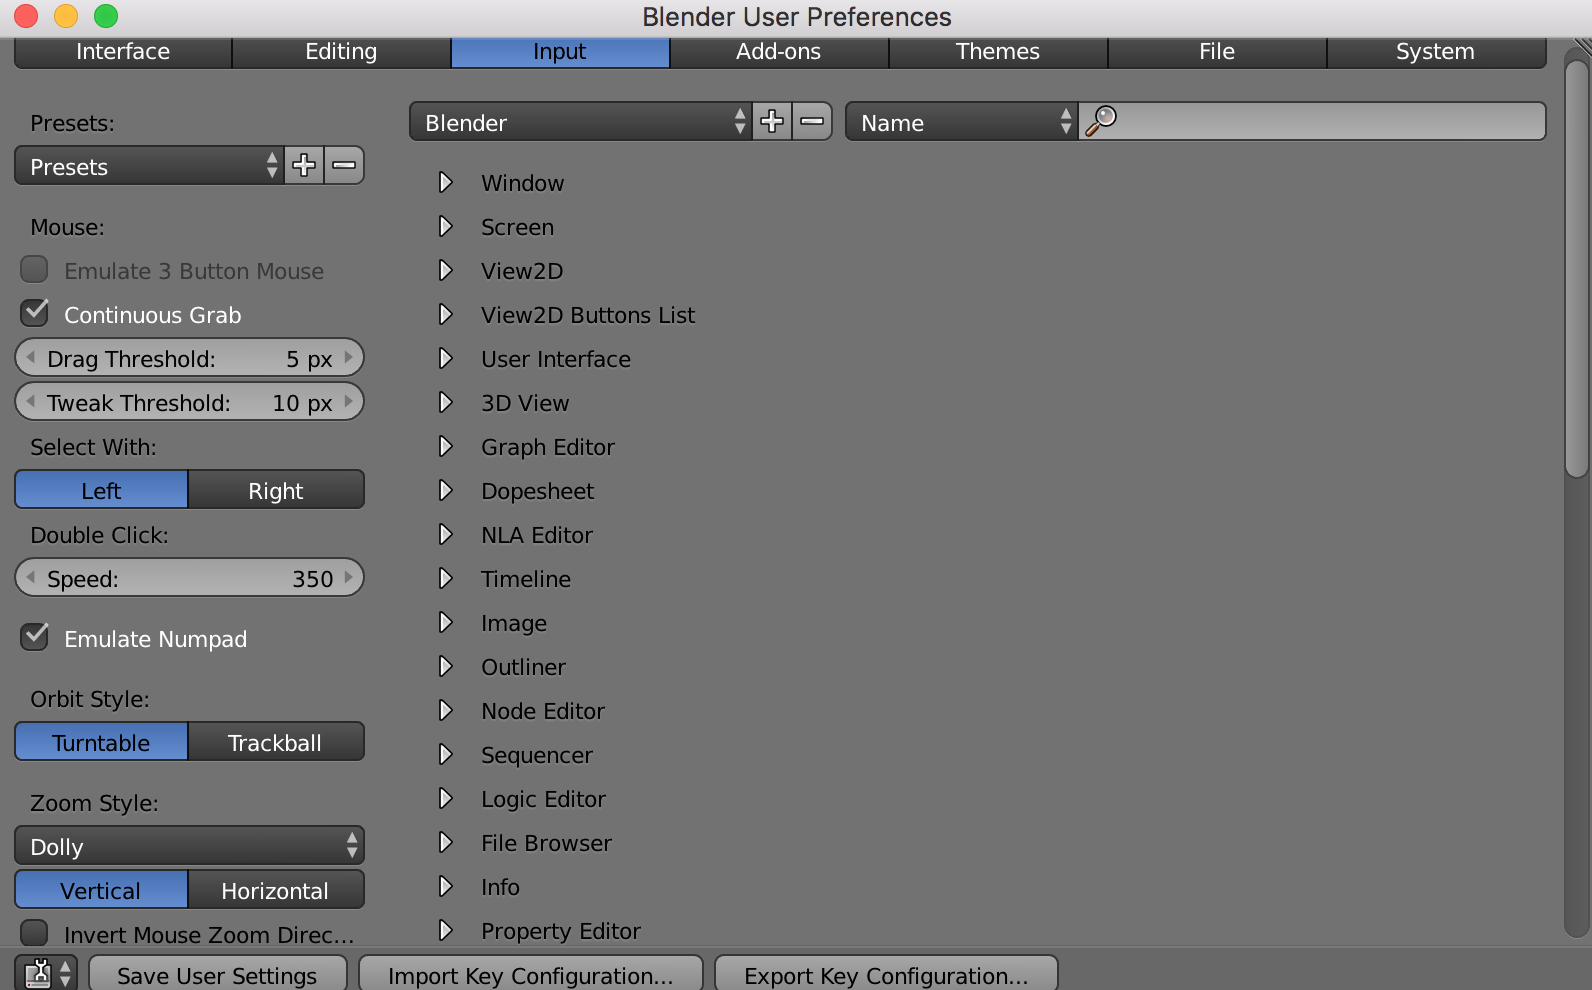 Blender User Preferences
Interface Editing Input Add-ons Themes File System
Presets:
Presets
Mouse:
Emulate 3 Button Mouse
Continuous Grab
Drag Threshold: 5 px
Tweak Threshold: 10 px
Select With:
Left Right
Double Click:
Speed: 350
Emulate Numpad
Orbit Style:
Turntable Trackball
Zoom Style:
Dolly
Vertical Horizontal
Invert Mouse Zoom Direc...
Blender Name
Window
Screen
View2D
View2D Buttons List
User Interface
3D View
Graph Editor
Dopesheet
NLA Editor
Timeline
Image
Outliner
Node Editor
Sequencer
Logic Editor
File Browser
Info
Property Editor
Save User Settings Import Key Configuration... Export Key Configuration...